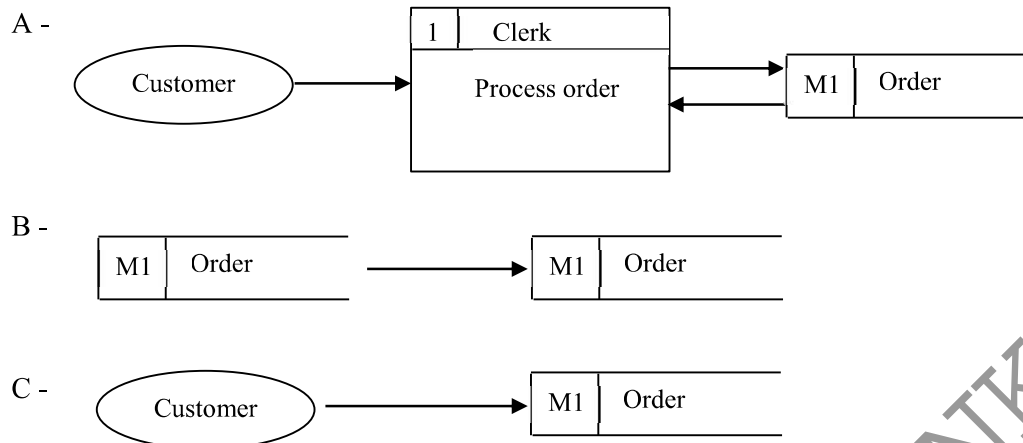 A -
1 Clerk
Customer
Process order
M1 Order
B -
M1 Order
M1 Order
C -
Customer
M1 Order